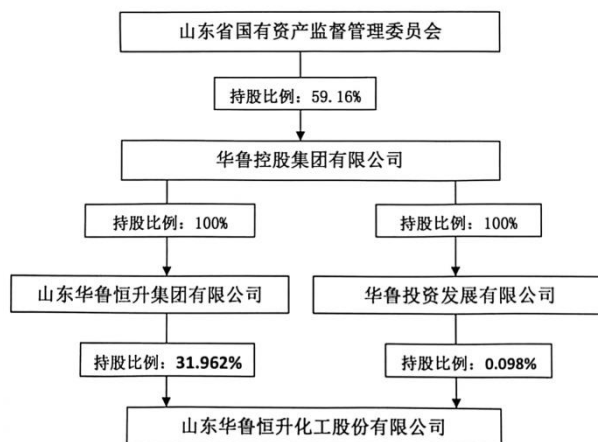 山东省国有资产监督管理委员会
持股比例：59.16%
华鲁控股集团有限公司
持股比例：100%
持股比例：100%
山东华鲁恒升集团有限公司
华鲁投资发展有限公司
持股比例：31.962%
持股比例：0.098%
山东华鲁恒升化工股份有限公司